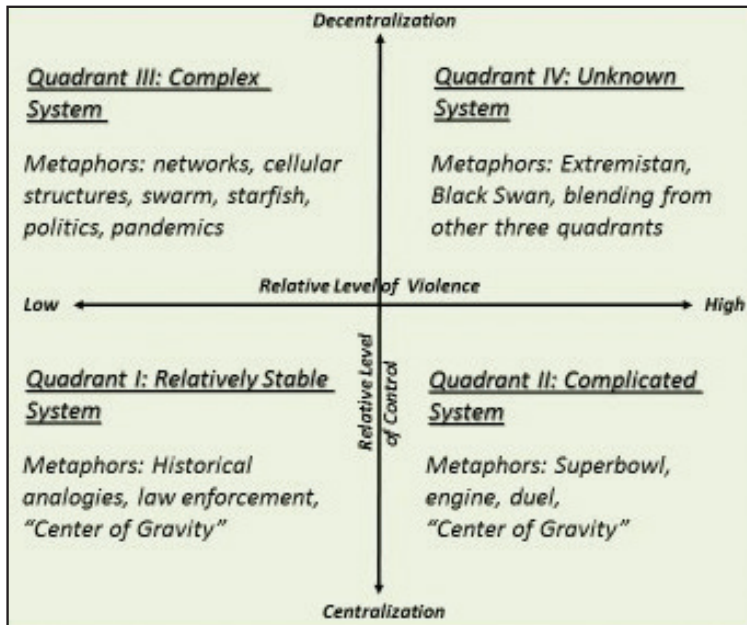 Decentralization
Quadrant III: Complex
System
Metaphors: networks, cellular
structures, swarm, starfish,
politics, pandemics
Quadrant IV: Unknown
System
Metaphors: Extremistan,
Black Swan, blending from
other three quadrants
Relative Level of Violence
Low
High
Relative Level
of Control
Quadrant I: Relatively Stable
System
Metaphors: Historical
analogies, law enforcement,
“Center of Gravity”
Quadrant II: Complicated
System
Metaphors: Superbowl,
engine, duel,
“Center of Gravity”
Centralization